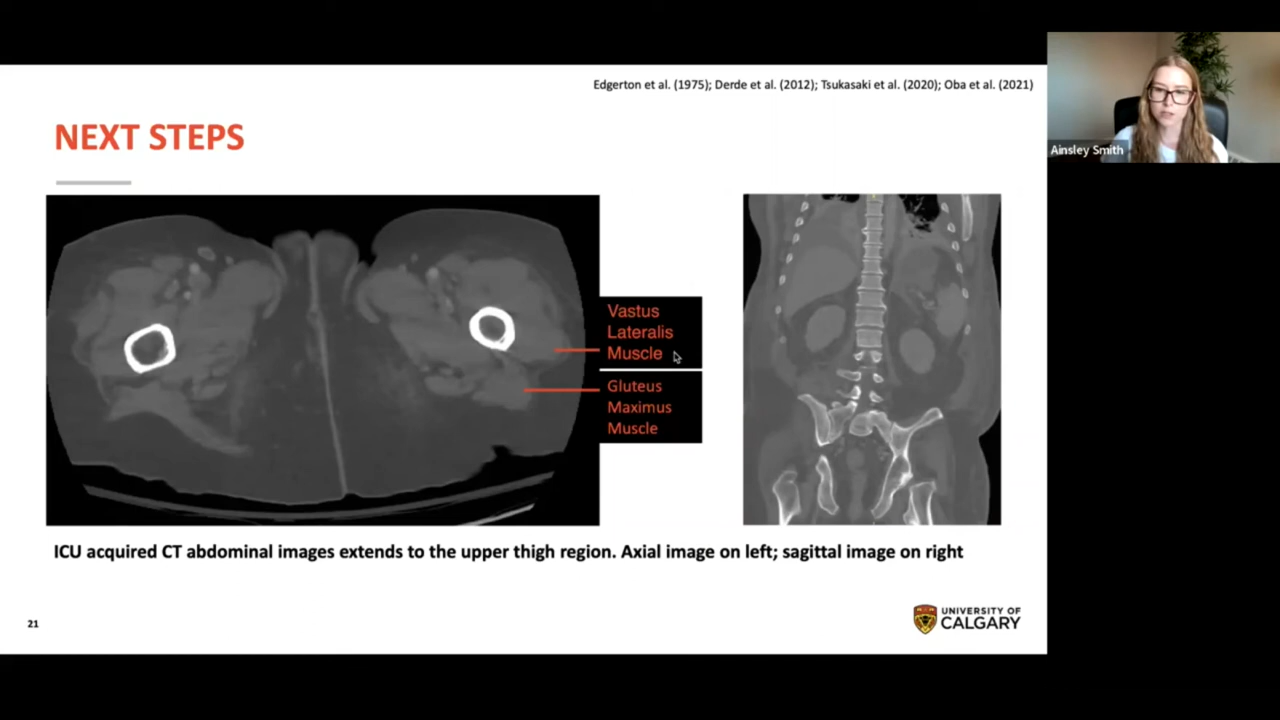 Edgerton et al. (1975); Derde et al. (2012); Tsukasaki et al. (2020); Oba et al. (2021)
NEXT STEPS
Ainsley Smith
Vastus
Lateralis
Muscle
Gluteus
Maximus
Muscle
ICU acquired CT abdominal images extends to the upper thigh region. Axial image on left; sagittal image on right
21
UNIVERSITY OF
CALGARY